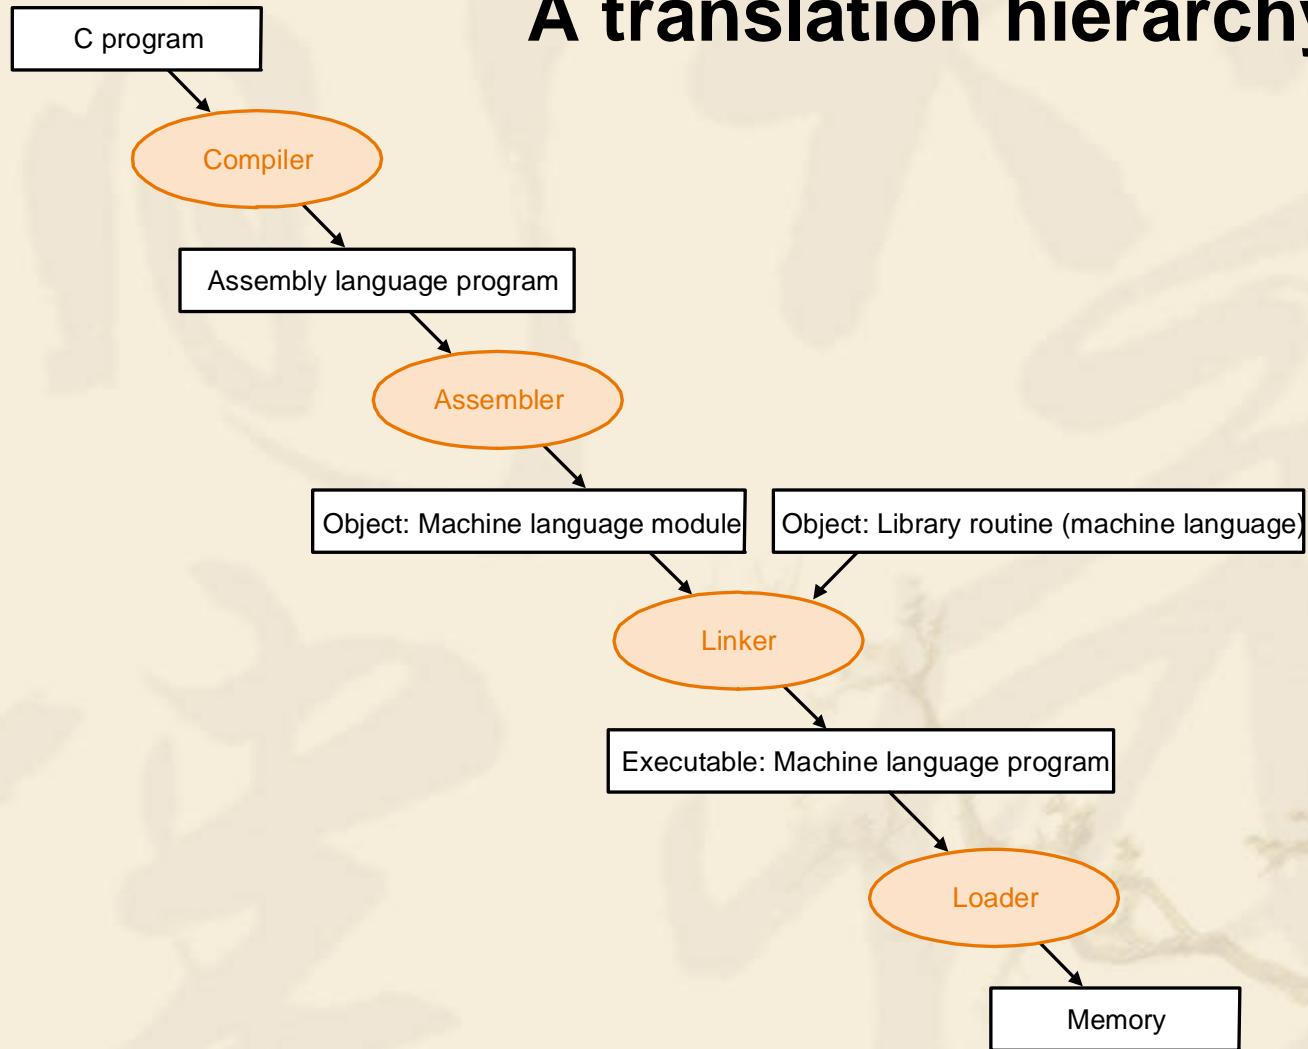 A translation hierarchy
C program
Compiler
Assembly language program
Assembler
Object: Machine language module
Object: Library routine (machine language)
Linker
Executable: Machine language program
Loader
Memory